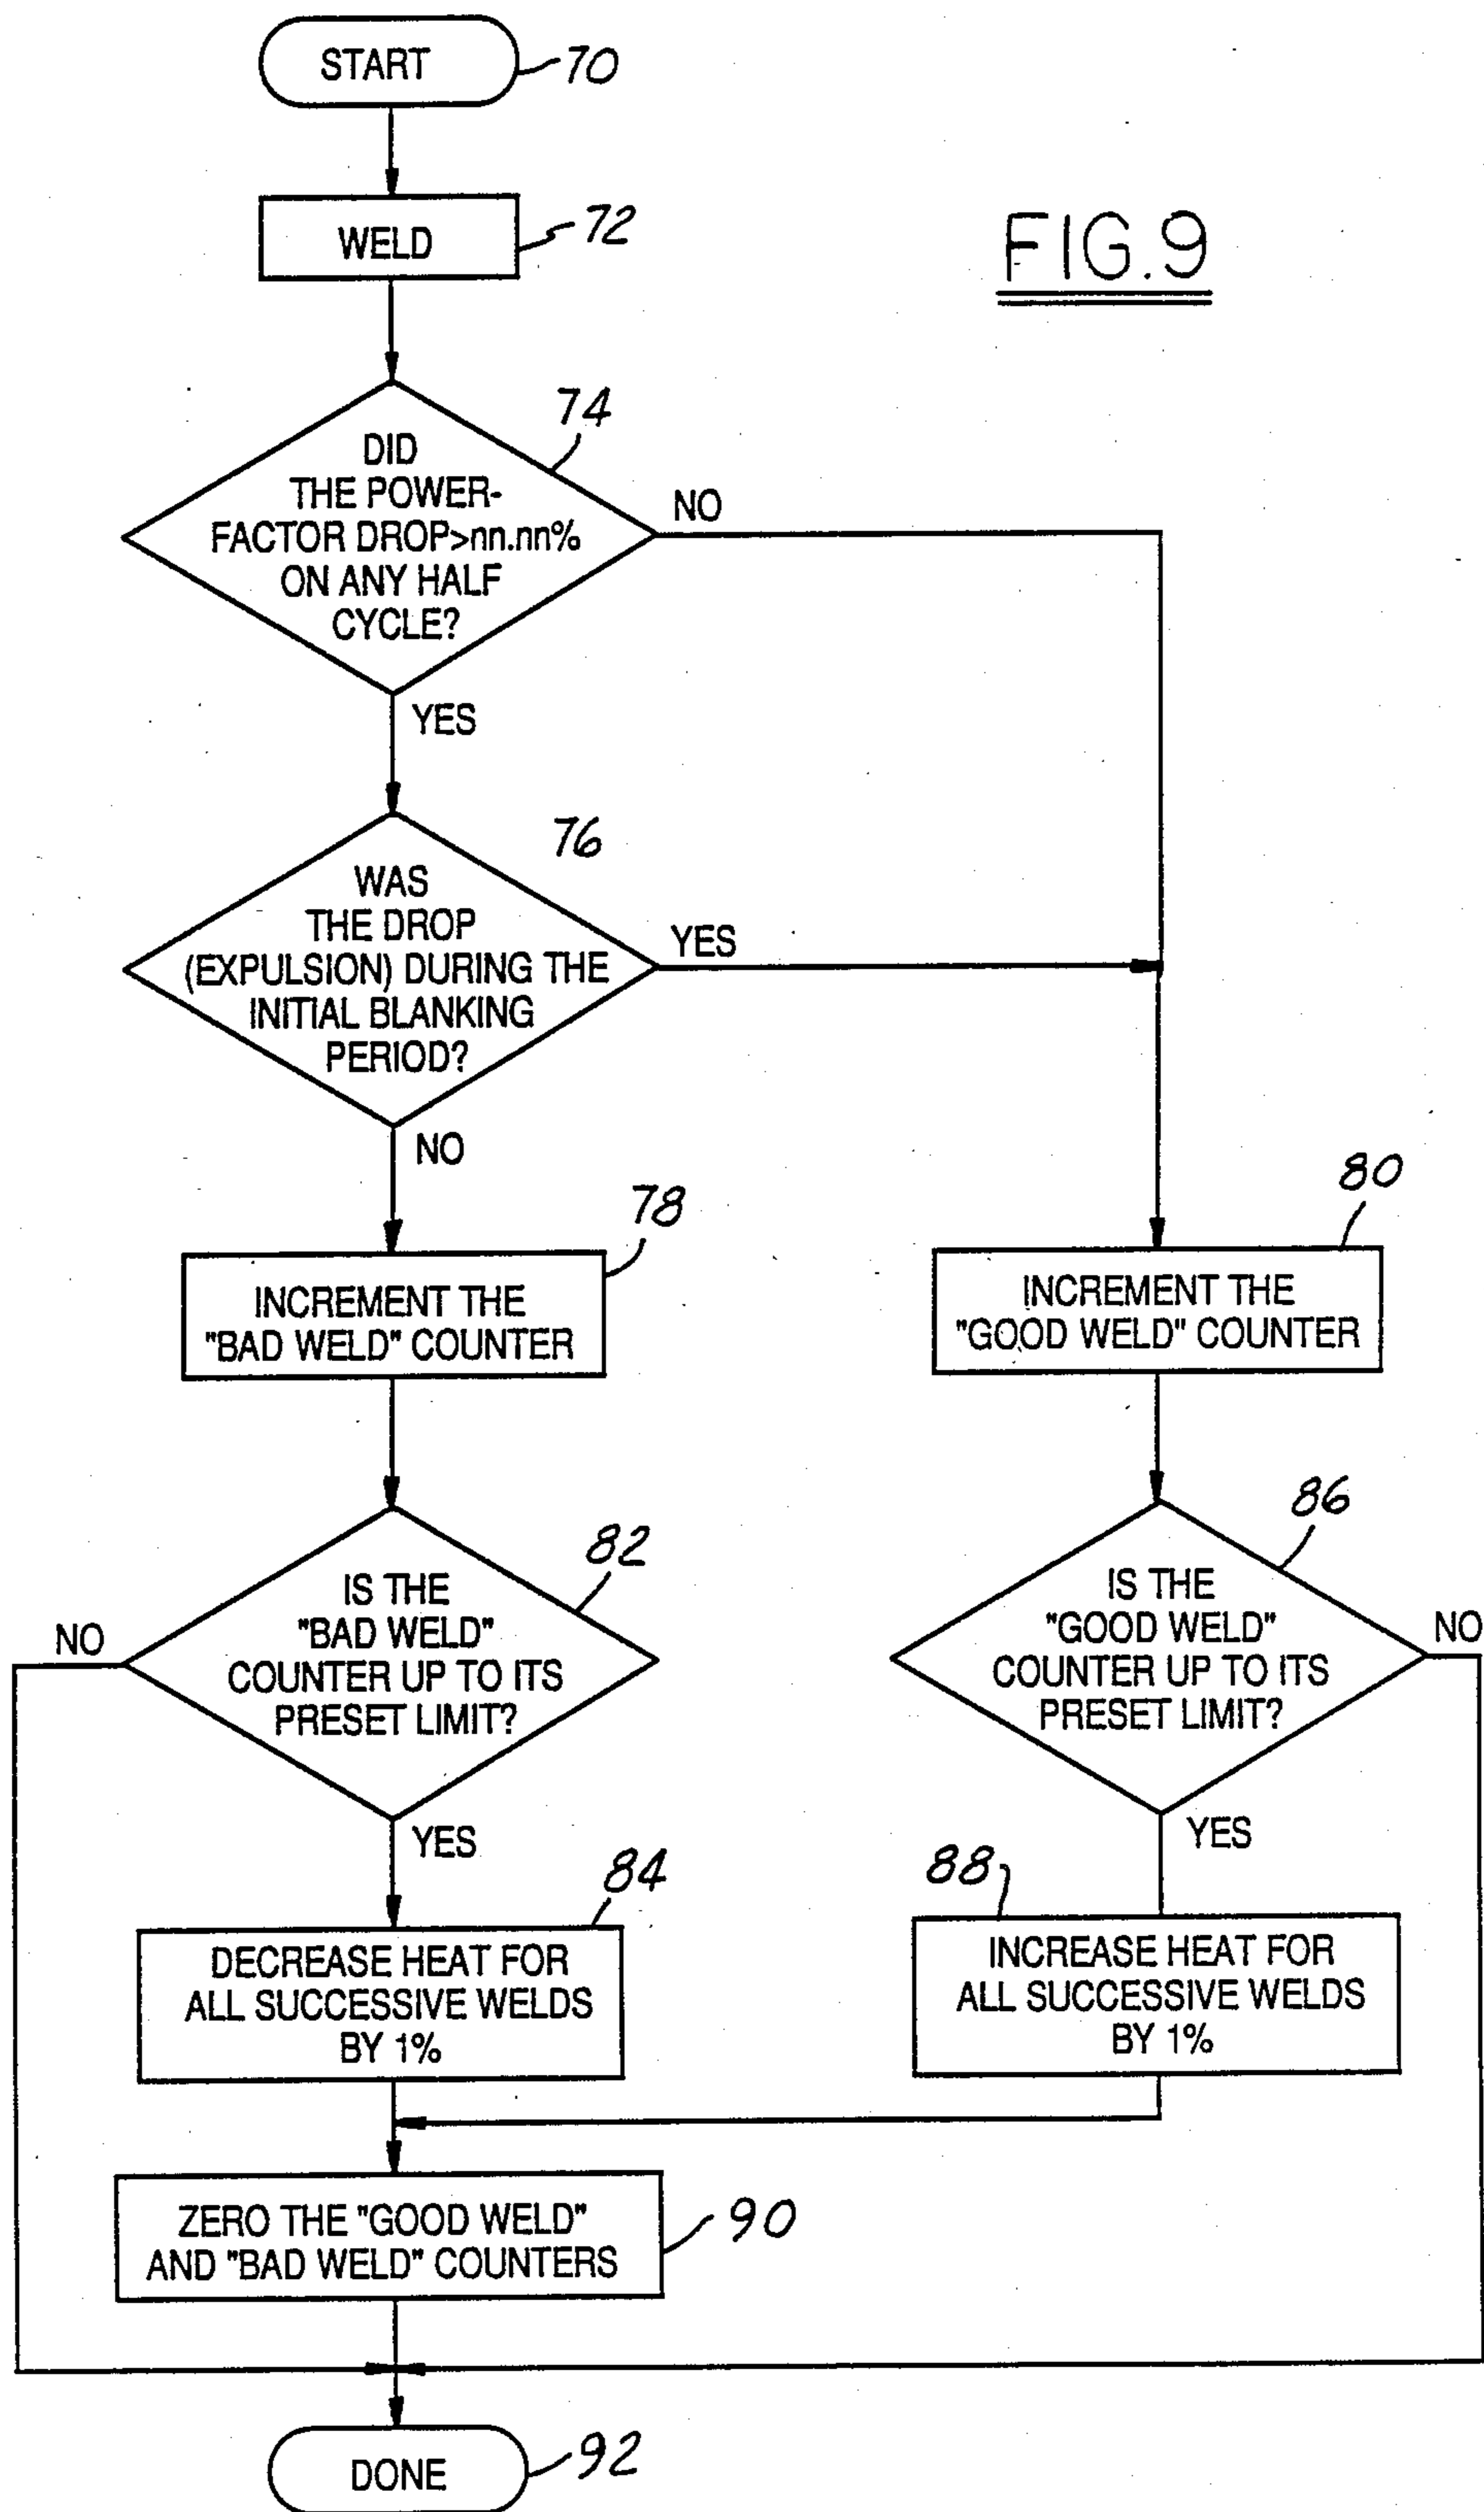 START
70
WELD
72
FIG.9
74
DID
THE POWER-
FACTOR DROP>nn.nn%
ON ANY HALF
CYCLE?
NO
YES
76
WAS
THE DROP
(EXPULSION) DURING THE
INITIAL BLANKING
PERIOD?
YES
NO
78
INCREMENT THE
"BAD WELD" COUNTER
80
INCREMENT THE
"GOOD WELD" COUNTER
82
IS THE
"BAD WELD"
COUNTER UP TO ITS
PRESET LIMIT?
NO
YES
86
IS THE
"GOOD WELD"
COUNTER UP TO ITS
PRESET LIMIT?
NO
YES
84
DECREASE HEAT FOR
ALL SUCCESSIVE WELDS
BY 1%
88
INCREASE HEAT FOR
ALL SUCCESSIVE WELDS
BY 1%
ZERO THE "GOOD WELD"
AND "BAD WELD" COUNTERS
90
DONE
92